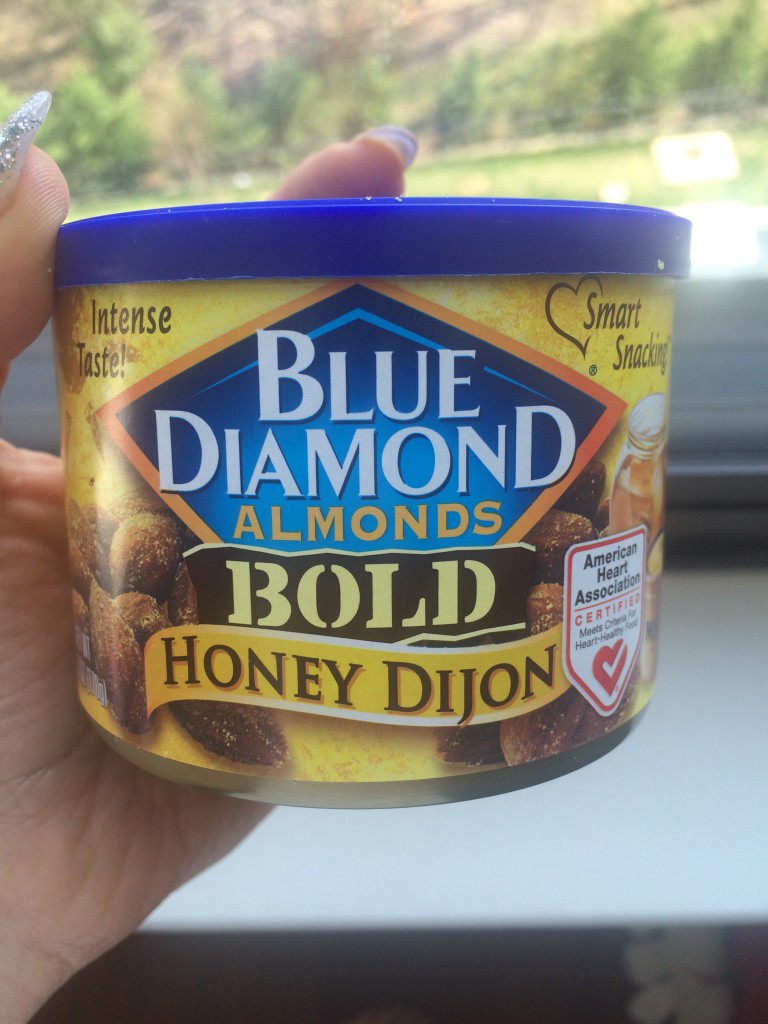 Intense
Taste!
Smart
Snacking
®
BLUE
DIAMOND
ALMONDS
BOLD
HONEY DIJON
American
Heart
Association
CERTIFIED
Meets Criteria For
Heart-Healthy Food